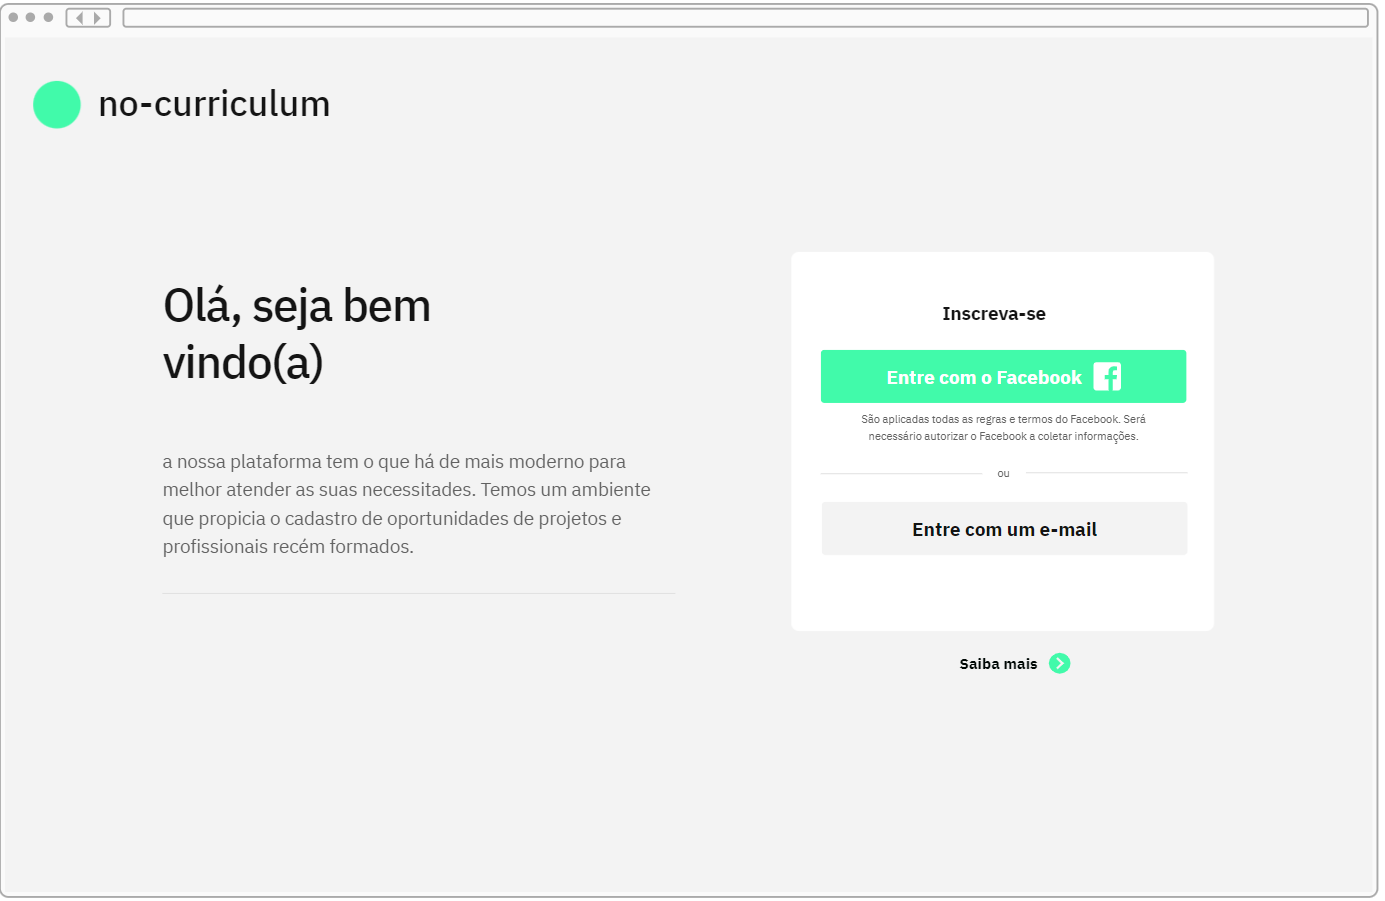 no-curriculum
Olá, seja bem
vindo(a)
a nossa plataforma tem o que há de mais moderno para
melhor atender as suas necessitades. Temos um ambiente
que propicia o cadastro de oportunidades de projetos e
profissionais recém formados.
Inscreva-se
Entre com o Facebook
São aplicadas todas as regras e termos do Facebook. Será
necessário autorizar o Facebook a coletar informações.
ou
Entre com um e-mail
Saiba mais